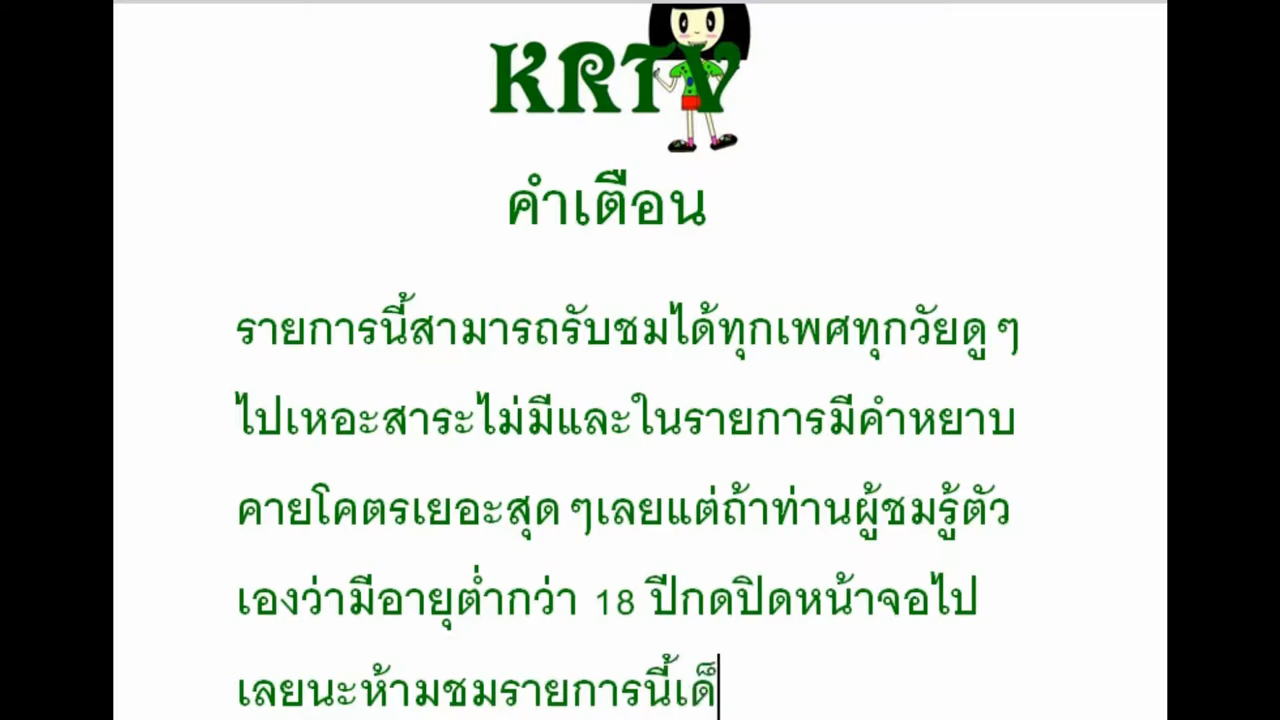 KRTV
คำเตือน
รายการนี้สามารถรับชมได้ทุกเพศทุกวัยดูๆ
ไปเหอะสาระไม่มีและในรายการมีคำหยาบ
คายโคตรเยอะสุดๆเลยแต่ถ้าท่านผู้ชมรู้ตัว
เองว่ามีอายุต่ำกว่า 18 ปีกดปิดหน้าจอไป
เลยนะห้ามชมรายการนี้เด็